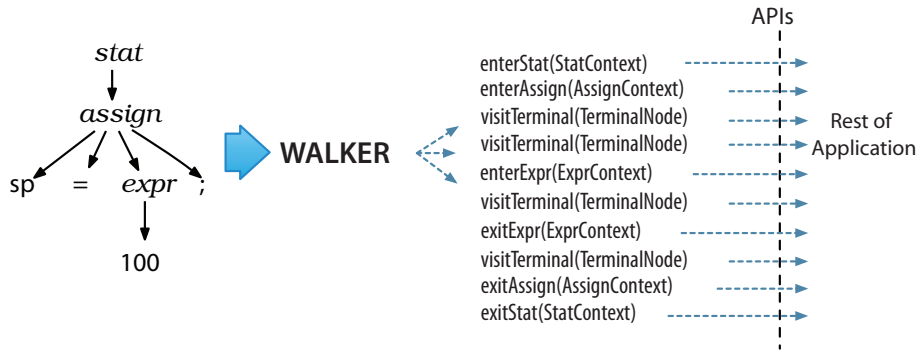 APIs
stat
assign
sp = expr ;
100
WALKER
enterStat(StatContext)
enterAssign(AssignContext)
visitTerminal(TerminalNode)
visitTerminal(TerminalNode)
enterExpr(ExprContext)
visitTerminal(TerminalNode)
exitExpr(ExprContext)
visitTerminal(TerminalNode)
exitAssign(AssignContext)
exitStat(StatContext)
Rest of
Application